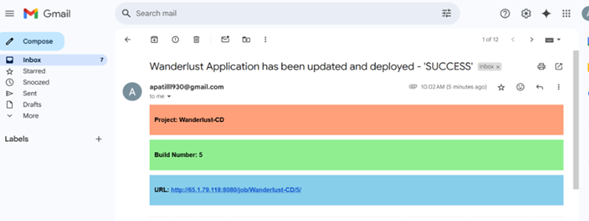 Gmail
Search mail
Compose
1 of 12
Inbox 7
Wanderlust Application has been updated and deployed - 'SUCCESS' Inbox x
Starred
Snoozed
A apatilll930@gmail.com 10:02 AM (5 minutes ago)
Sent
to me
Drafts
More
Project: Wanderlust-CD
Labels +
Build Number: 5
URL: http://65.1.79.118:8080/job/Wanderlust-CD/5/